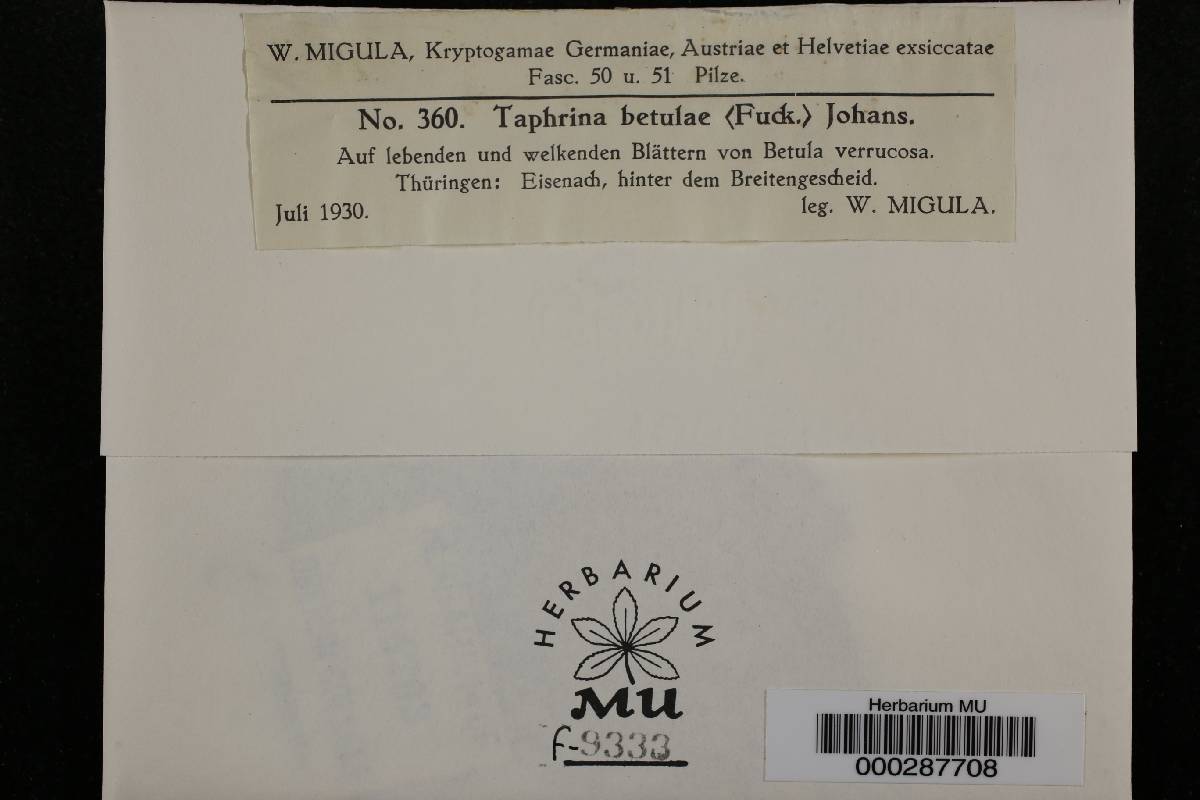 W. MIGULA, Kryptogamae Germaniae, Austriae et Helvetiae exsiccatae
Fasc. 50 u. 51 Pilze.
No. 360. Taphrina betulae (Fuck.) Johans.
Auf lebenden und welkenden Blättern von Betula verrucosa.
Thüringen: Eisenach, hinter dem Breitengescheid.
Juli 1930. leg. W. MIGULA.
HERBARIUM
MU
f-9333
Herbarium MU
000287708